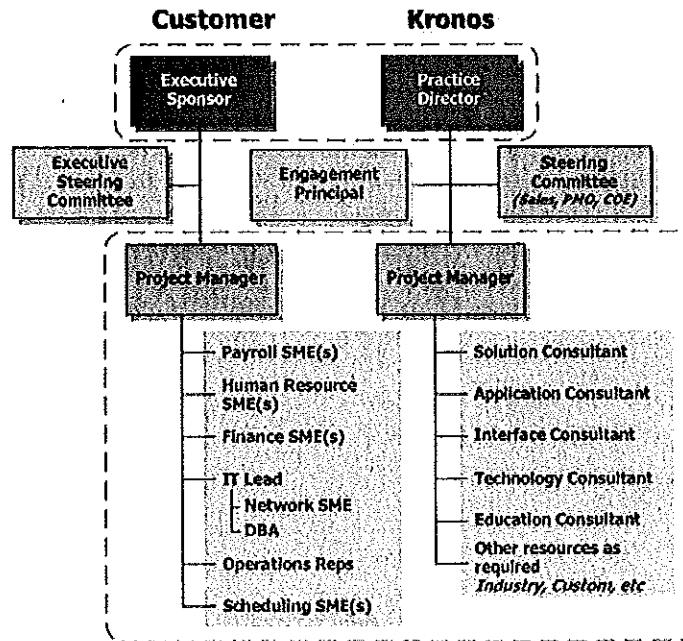 Customer
Kronos
Executive
Sponsor
Practice
Director
Executive
Steering
Committee
Engagement
Principal
Steering
Committee
(Sales, PMO, COE)
Project Manager
Project Manager
Payroll SME(s)
Human Resource
SME(s)
Finance SME(s)
IT Lead
Network SME
DBA
Operations Reps
Scheduling SME(s)
Solution Consultant
Application Consultant
Interface Consultant
Technology Consultant
Education Consultant
Other resources as
required
Industry, Custom, etc